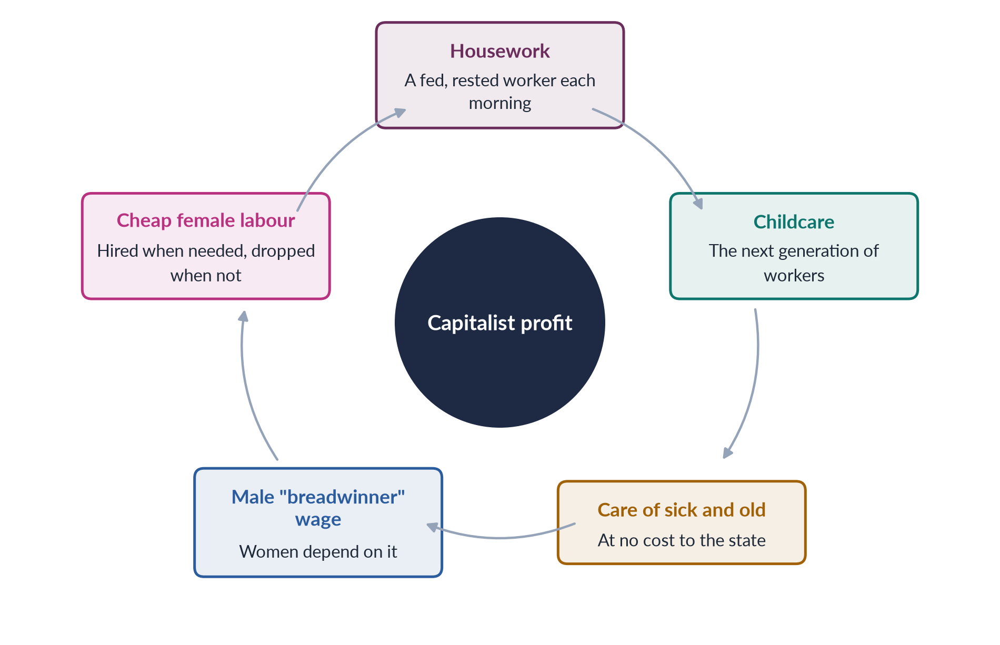 Housework
A fed, rested worker each
morning
Cheap female labour
Hired when needed, dropped
when not
Childcare
The next generation of
workers
Capitalist profit
Male "breadwinner"
wage
Women depend on it
Care of sick and old
At no cost to the state